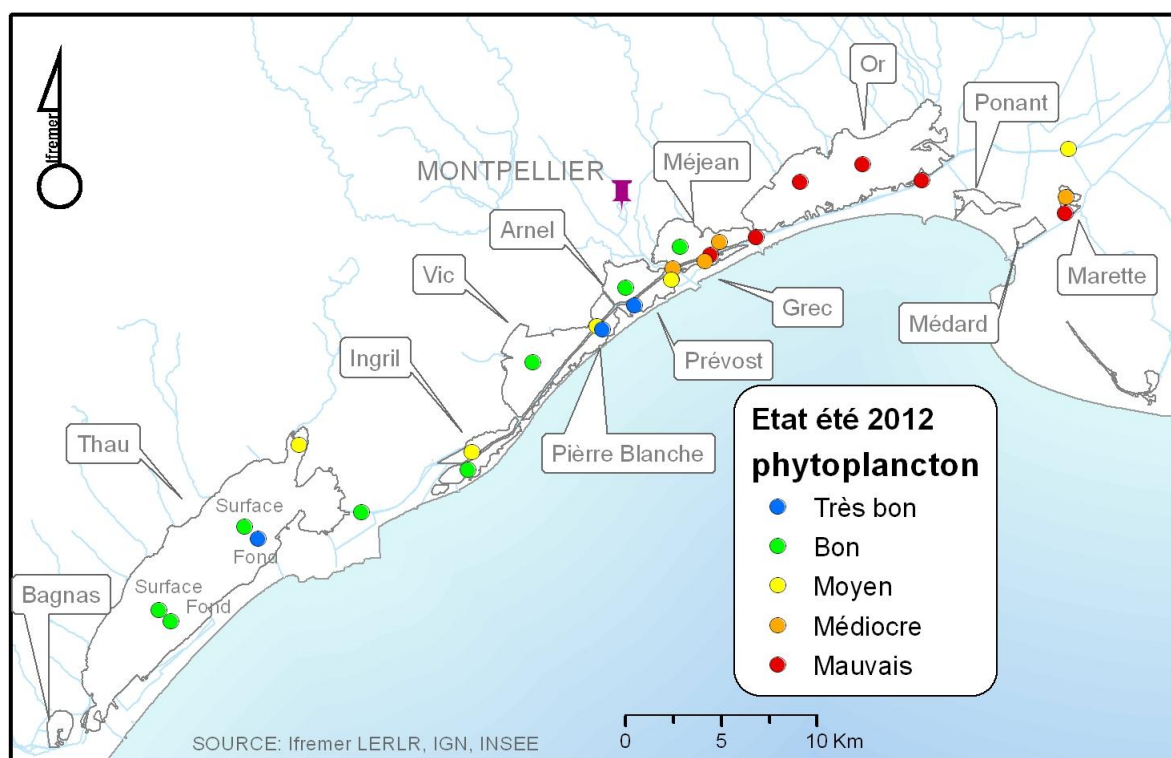 Ifremer
Or
Ponant
Méjean
MONTPELLIER
Arnel
Vic
Marette
Grec
Médard
Ingril
Prévost
Thau
Pièrre Blanche
Surface
Fond
Surface
Fond
Bagnas
Etat été 2012
phytoplancton
Très bon
Bon
Moyen
Médiocre
Mauvais
0 5 10 Km
SOURCE: Ifremer LERLR, IGN, INSEE